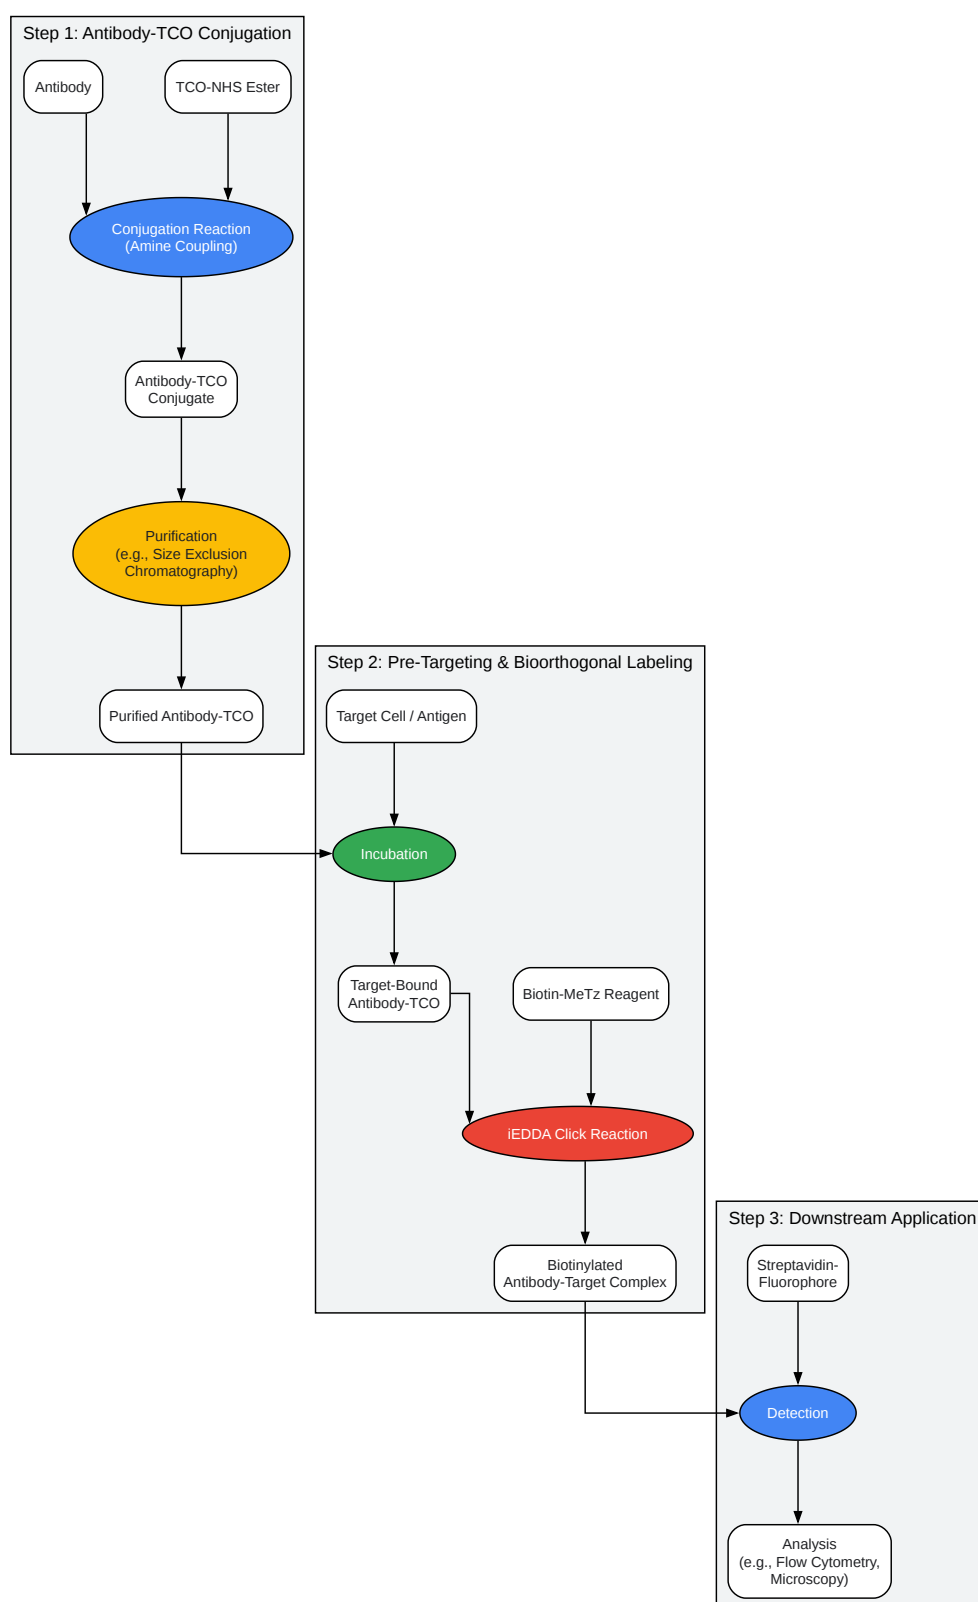 Step 1: Antibody-TCO Conjugation
Antibody
TCO-NHS Ester
Conjugation Reaction
(Amine Coupling)
Antibody-TCO
Conjugate
Purification
(e.g., Size Exclusion
Chromatography)
Purified Antibody-TCO
Step 2: Pre-Targeting & Bioorthogonal Labeling
Target Cell / Antigen
Incubation
Target-Bound
Antibody-TCO
Biotin-MeTz Reagent
iEDDA Click Reaction
Biotinylated
Antibody-Target Complex
Step 3: Downstream Application
Streptavidin-
Fluorophore
Detection
Analysis
(e.g., Flow Cytometry,
Microscopy)